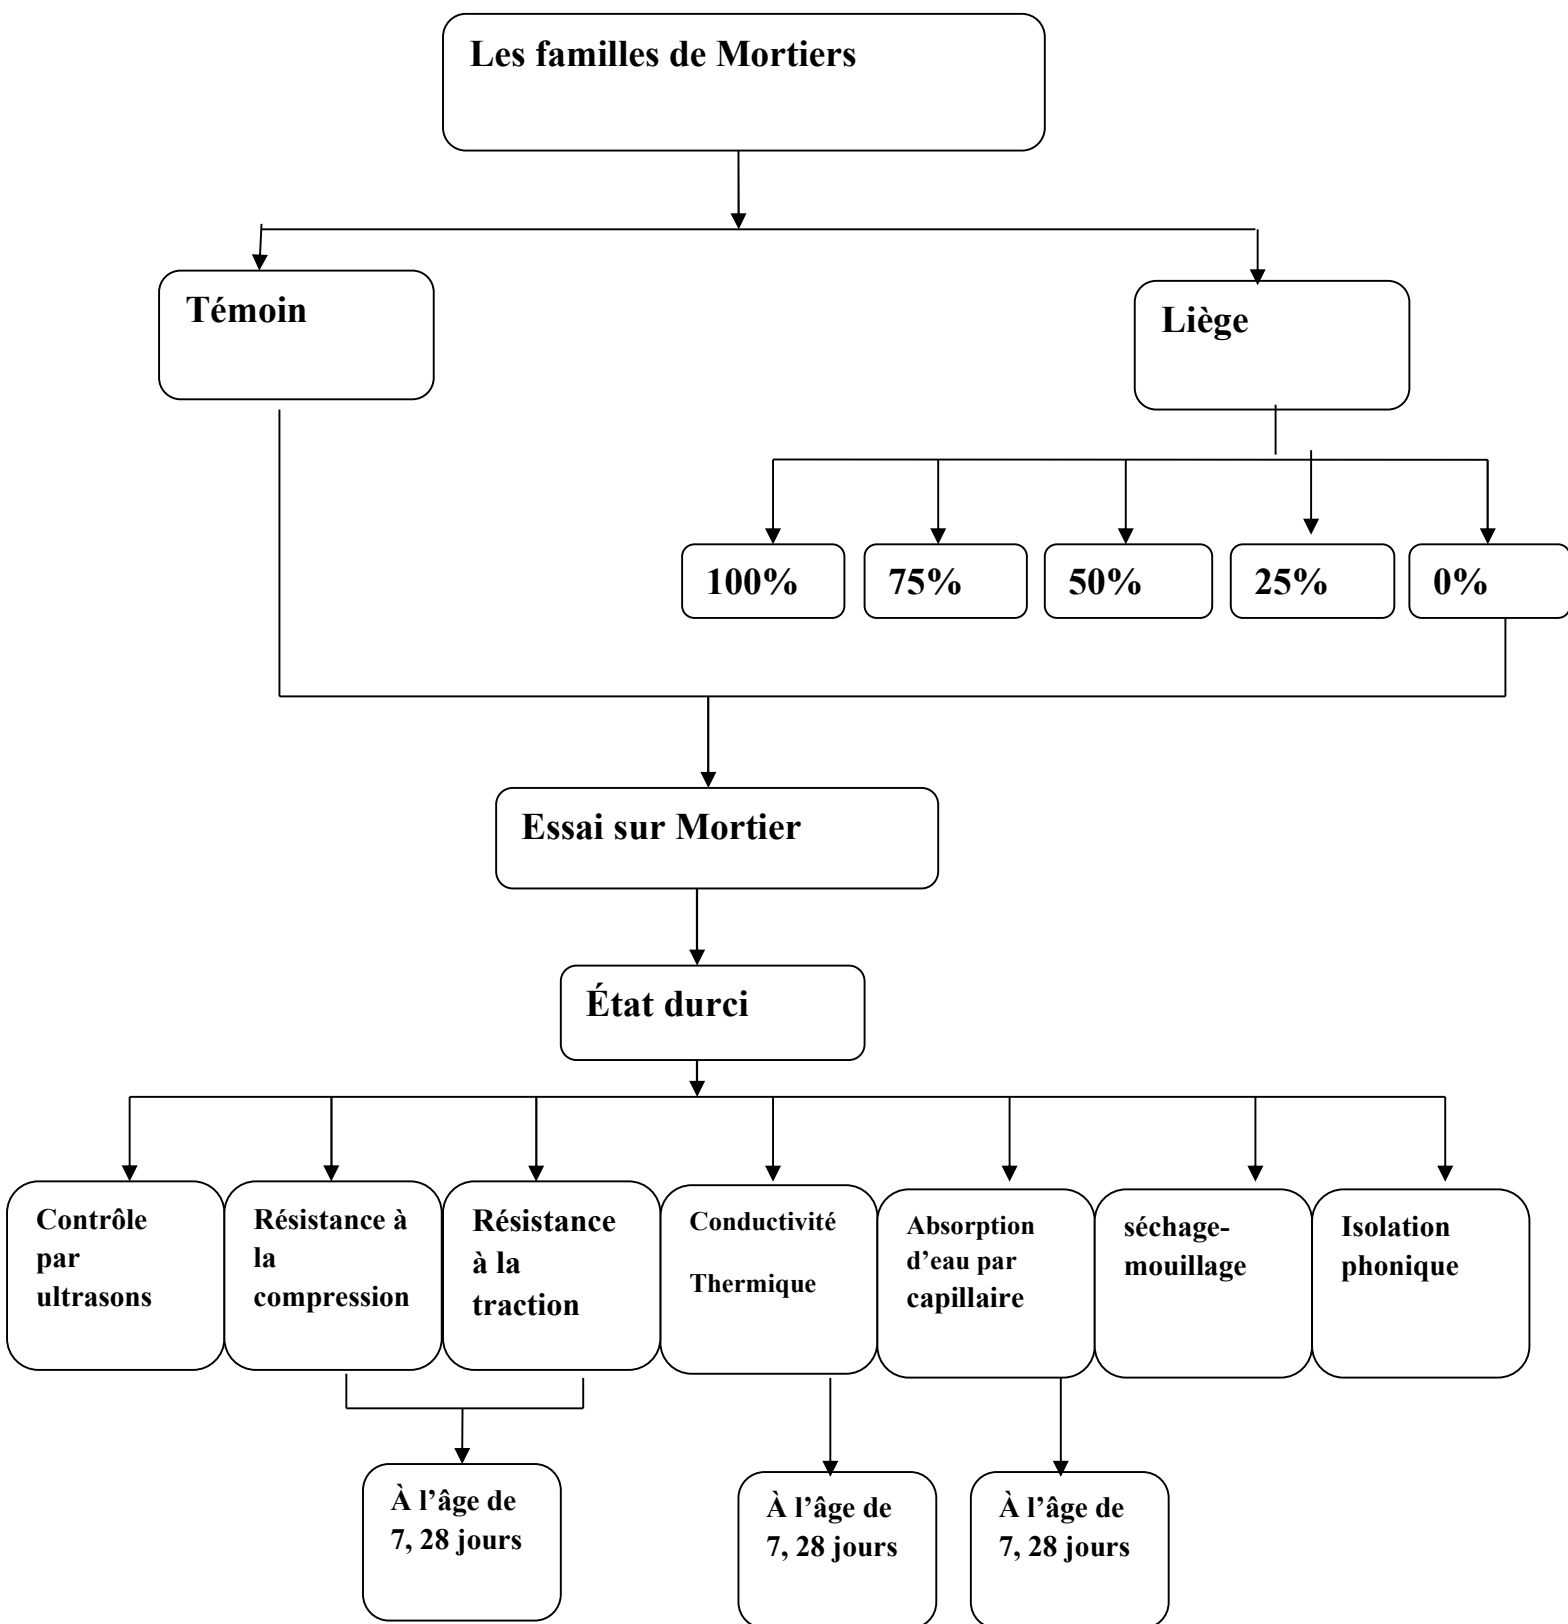 Les familles de Mortiers
Témoin
Liège
100%
75%
50%
25%
0%
Essai sur Mortier
État durci
Contrôle
par
ultrasons
Résistance à
la
compression
Résistance
à la
traction
Conductivité
Thermique
Absorption
d’eau par
capillaire
séchage-
mouillage
Isolation
phonique
À l’âge de
7, 28 jours
À l’âge de
7, 28 jours
À l’âge de
7, 28 jours